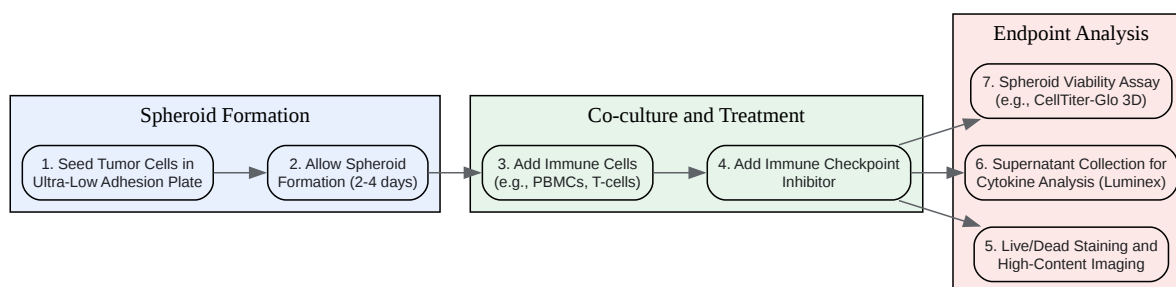 Spheroid Formation
1. Seed Tumor Cells in
Ultra-Low Adhesion Plate
2. Allow Spheroid
Formation (2-4 days)
Co-culture and Treatment
3. Add Immune Cells
(e.g., PBMCs, T-cells)
4. Add Immune Checkpoint
Inhibitor
Endpoint Analysis
7. Spheroid Viability Assay
(e.g., CellTiter-Glo 3D)
6. Supernatant Collection for
Cytokine Analysis (Luminex)
5. Live/Dead Staining and
High-Content Imaging